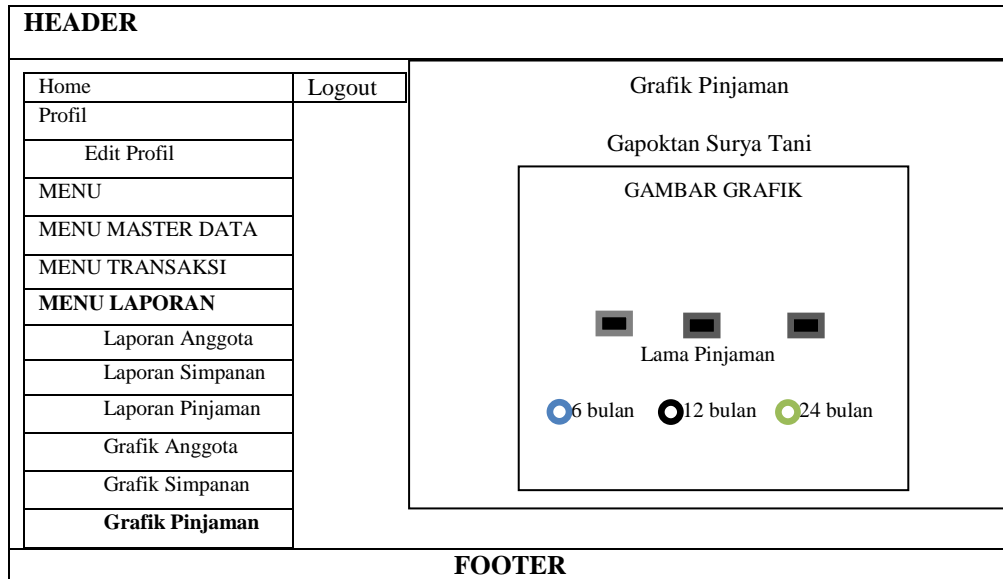 HEADER
Home
Logout
Profil
Edit Profil
MENU
MENU MASTER DATA
MENU TRANSAKSI
MENU LAPORAN
Laporan Anggota
Laporan Simpanan
Laporan Pinjaman
Grafik Anggota
Grafik Simpanan
Grafik Pinjaman
Grafik Pinjaman
Gapoktan Surya Tani
GAMBAR GRAFIK
Lama Pinjaman
6 bulan 12 bulan 24 bulan
FOOTER